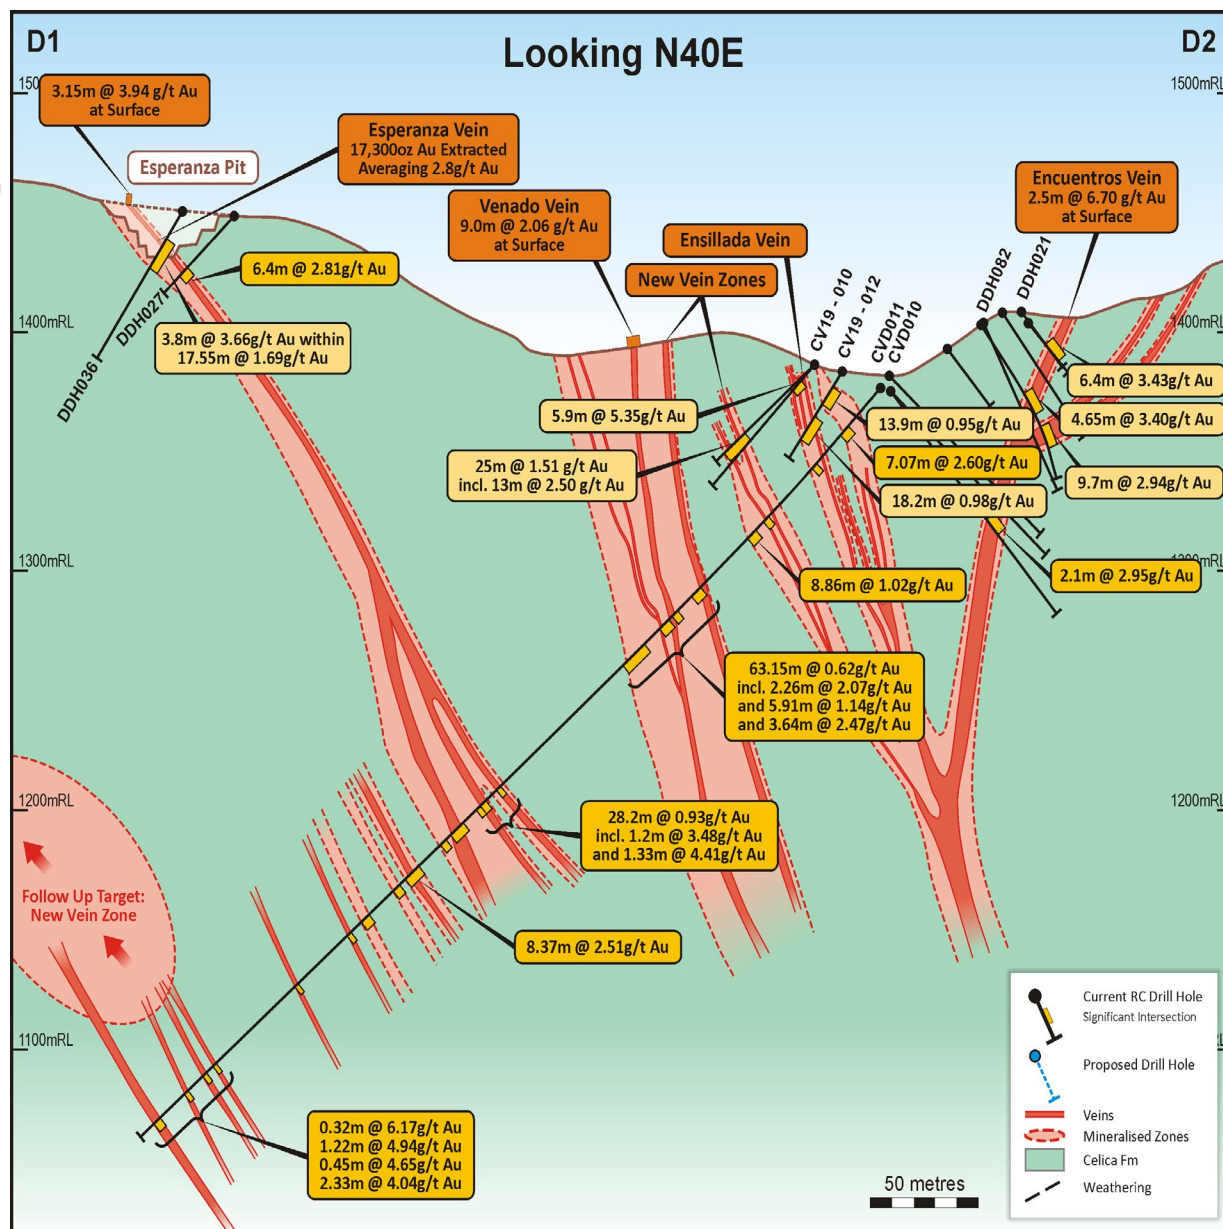 D1
Looking N40E
D2
1500mRL
3.15m @ 3.94 g/t Au
at Surface
Esperanza Pit
Esperanza Vein
17,300oz Au Extracted
Averaging 2.8g/t Au
Venado Vein
9.0m @ 2.06 g/t Au
at Surface
Ensillada Vein
New Vein Zones
Encuentros Vein
2.5m @ 6.70 g/t Au
at Surface
6.4m @ 2.81g/t Au
3.8m @ 3.66g/t Au within
17.55m @ 1.69g/t Au
DDH036
DDH027
1400mRL
1400mRL
CV19 - 010
CV19 - 012
CVD011
CVD010
DDH082
DDH021
5.9m @ 5.35g/t Au
25m @ 1.51 g/t Au
incl. 13m @ 2.50 g/t Au
13.9m @ 0.95g/t Au
7.07m @ 2.60g/t Au
18.2m @ 0.98g/t Au
6.4m @ 3.43g/t Au
4.65m @ 3.40g/t Au
9.7m @ 2.94g/t Au
2.1m @ 2.95g/t Au
1300mRL
8.86m @ 1.02g/t Au
63.15m @ 0.62g/t Au
incl. 2.26m @ 2.07g/t Au
and 5.91m @ 1.14g/t Au
and 3.64m @ 2.47g/t Au
1200mRL
1200mRL
28.2m @ 0.93g/t Au
incl. 1.2m @ 3.48g/t Au
and 1.33m @ 4.41g/t Au
Follow Up Target:
New Vein Zone
8.37m @ 2.51g/t Au
1100mRL
0.32m @ 6.17g/t Au
1.22m @ 4.94g/t Au
0.45m @ 4.65g/t Au
2.33m @ 4.04g/t Au
50 metres
Current RC Drill Hole
Significant Intersection
Proposed Drill Hole
Veins
Mineralised Zones
Celica Fm
Weathering